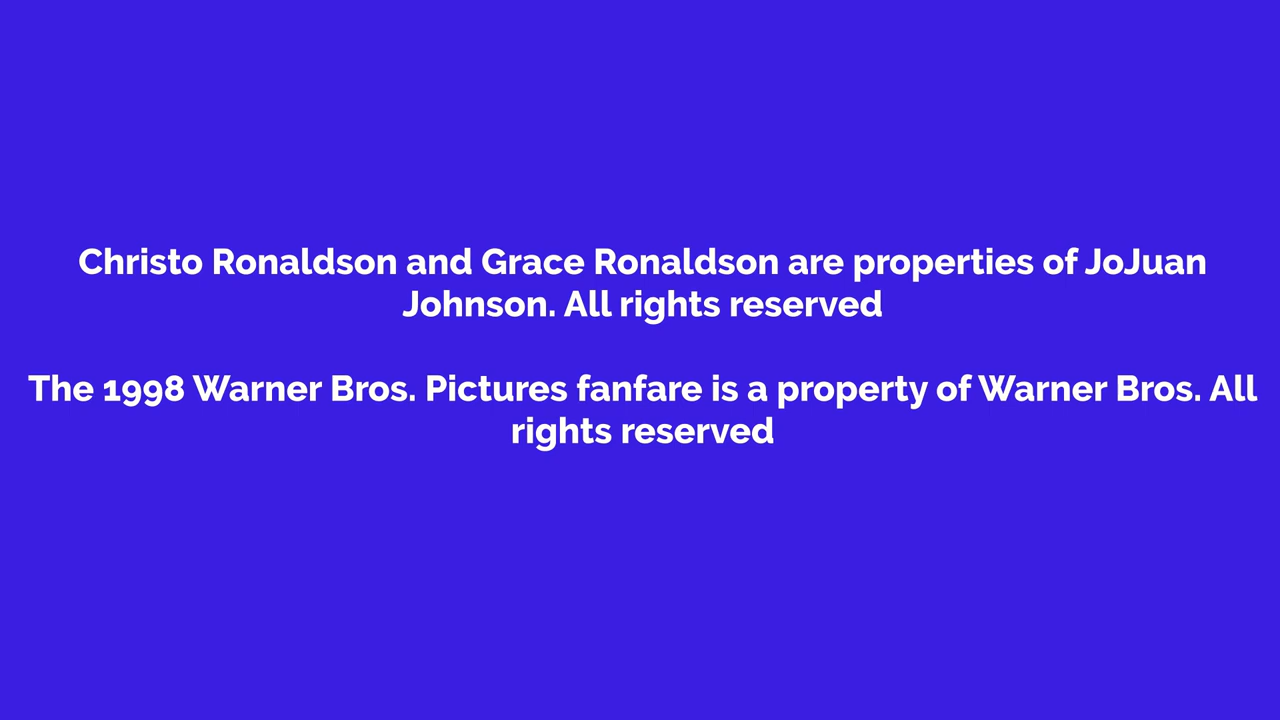 Christo Ronaldson and Grace Ronaldson are properties of JoJuan
Johnson. All rights reserved
The 1998 Warner Bros. Pictures fanfare is a property of Warner Bros. All
rights reserved